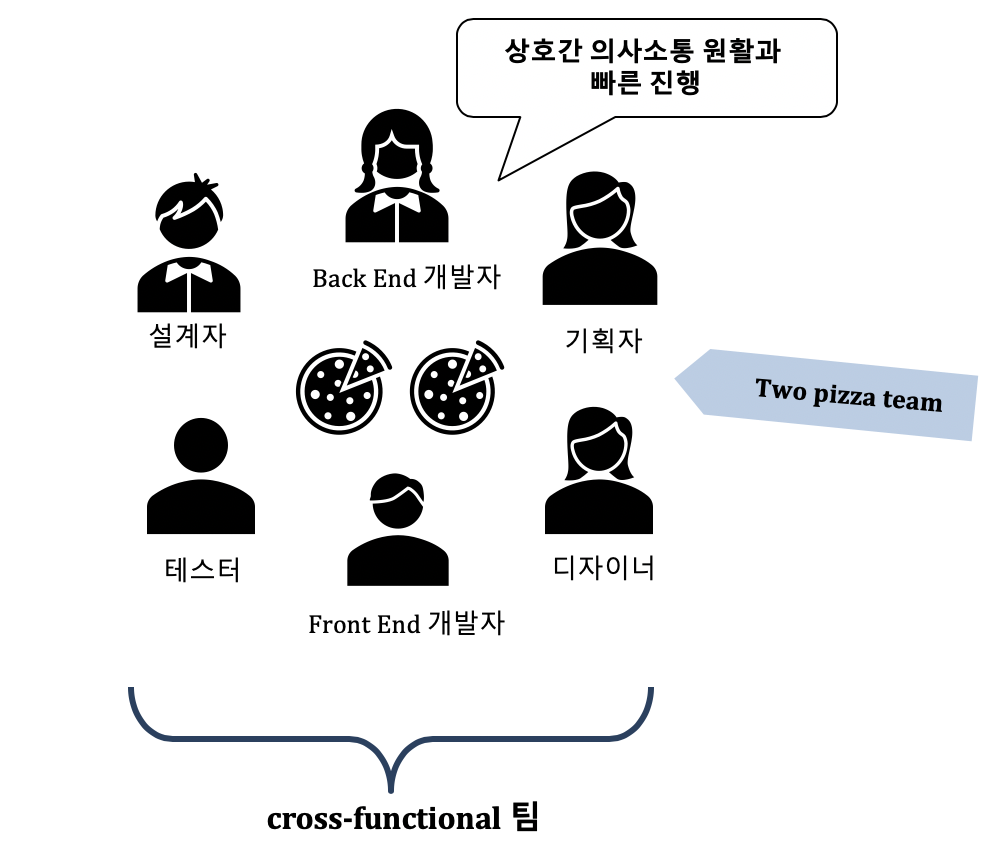 상호간 의사소통 원활과
빠른 진행
Back End 개발자
설계자
기획자
Two pizza team
테스터
디자이너
Front End 개발자
cross-functional 팀